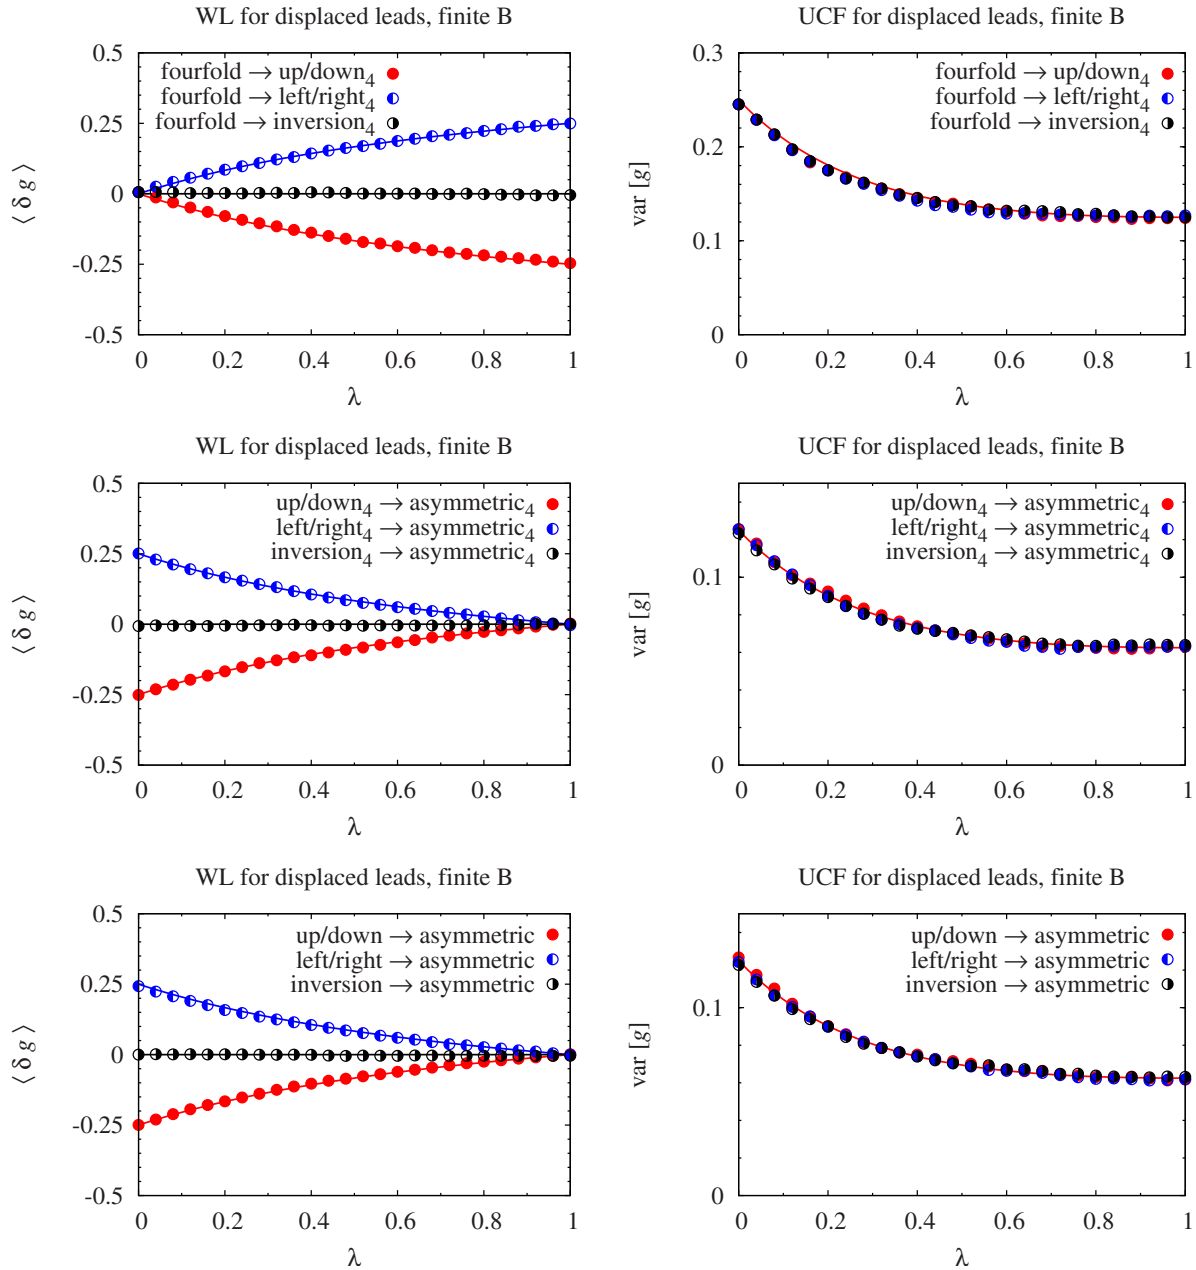 WL for displaced leads, finite B
0.5
0.25
0
-0.25
-0.5
⟨ δ g ⟩
fourfold → up/down₄
fourfold → left/right₄
fourfold → inversion₄
0 0.2 0.4 0.6 0.8 1
λ
UCF for displaced leads, finite B
0.3
0.2
0.1
0
var [g]
fourfold → up/down₄
fourfold → left/right₄
fourfold → inversion₄
0 0.2 0.4 0.6 0.8 1
λ
WL for displaced leads, finite B
0.5
0.25
0
-0.25
-0.5
⟨ δ g ⟩
up/down₄ → asymmetric₄
left/right₄ → asymmetric₄
inversion₄ → asymmetric₄
0 0.2 0.4 0.6 0.8 1
λ
UCF for displaced leads, finite B
0.1
0
var [g]
up/down₄ → asymmetric₄
left/right₄ → asymmetric₄
inversion₄ → asymmetric₄
0 0.2 0.4 0.6 0.8 1
λ
WL for displaced leads, finite B
0.5
0.25
0
-0.25
-0.5
⟨ δ g ⟩
up/down → asymmetric
left/right → asymmetric
inversion → asymmetric
0 0.2 0.4 0.6 0.8 1
λ
UCF for displaced leads, finite B
0.1
0
var [g]
up/down → asymmetric
left/right → asymmetric
inversion → asymmetric
0 0.2 0.4 0.6 0.8 1
λ